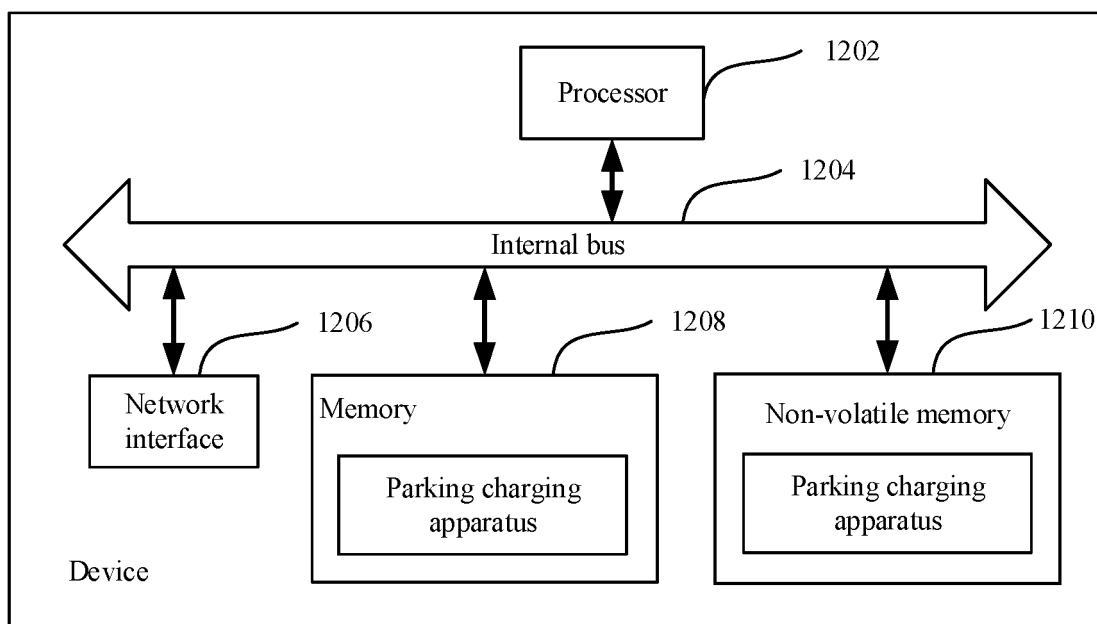 1202
Processor
1204
Internal bus
1206
1208
1210
Network
interface
Memory
Non-volatile memory
Parking charging
apparatus
Parking charging
apparatus
Device